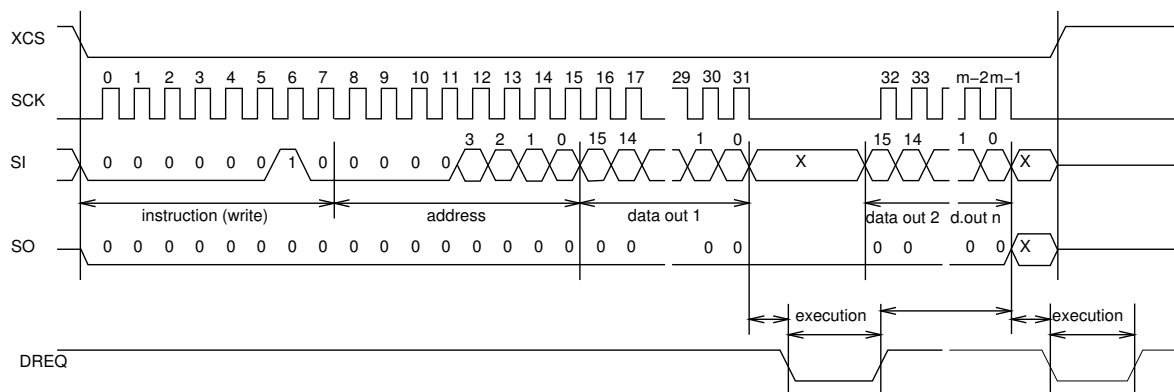 XCS
0 1 2 3 4 5 6 7 8 9 10 11 12 13 14 15 16 17 29 30 31 32 33 m−2 m−1
SCK
3 2 1 0 15 14 1 0 15 14 1 0
SI 0 0 0 0 0 0 1 0 0 0 0 0 X X
instruction (write) address data out 1 data out 2 d.out n
SO 0 0 0 0 0 0 0 0 0 0 0 0 0 0 0 0 0 0 0 0 0 0 0 0 X
execution execution
DREQ